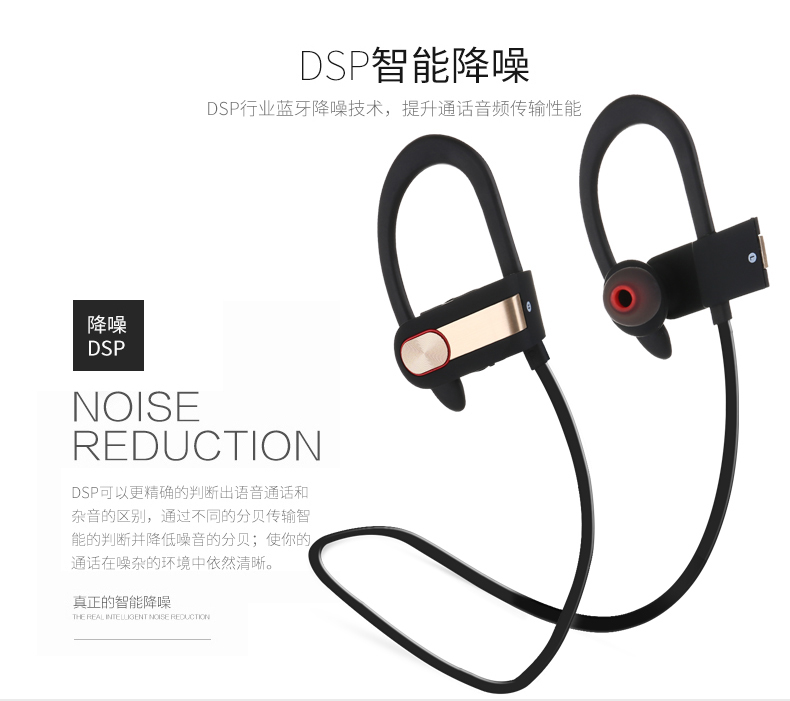 DSP智能降噪
DSP行业蓝牙降噪技术，提升通话音频传输性能
L
降噪
DSP
NOISE
REDUCTION
DSP可以更精确的判断出语音通话和
杂音的区别，通过不同的分贝传输智
能的判断并降低噪音的分贝；使你的
通话在噪杂的环境中依然清晰。
真正的智能降噪
THE REAL INTELLIGENT NOISE REDUCTION